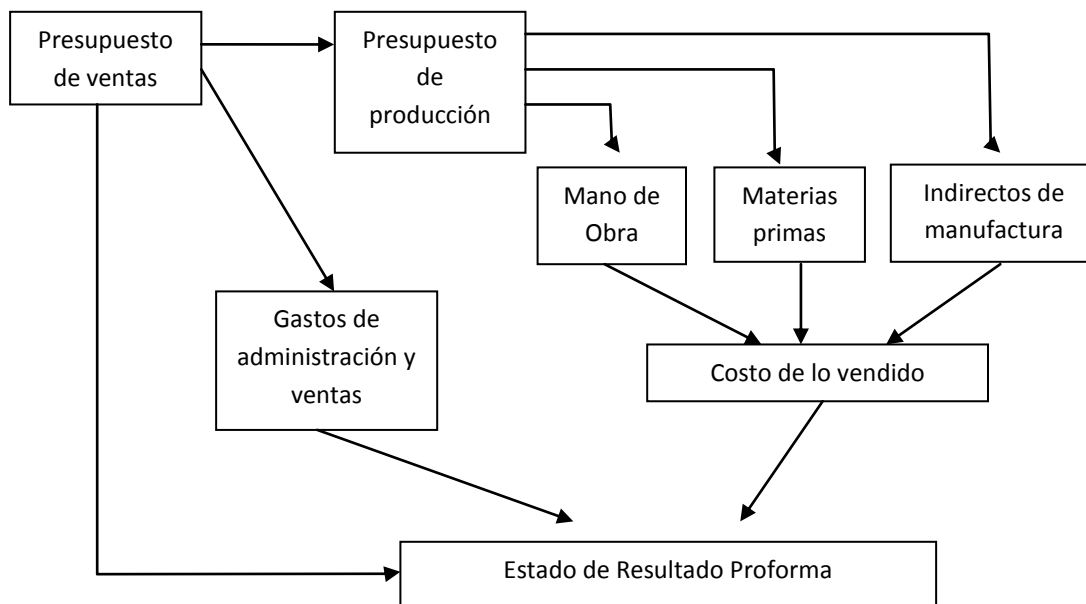 Presupuesto
de ventas
Presupuesto
de
producción
Mano de
Obra
Materias
primas
Indirectos de
manufactura
Gastos de
administración y
ventas
Costo de lo vendido
Estado de Resultado Proforma